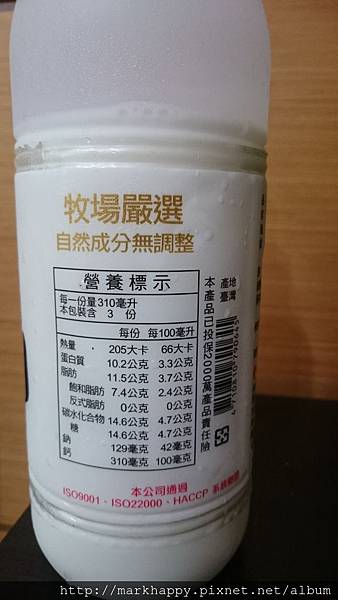 牧場嚴選
自然成分無調整
營養標示
每一份量310毫升
本包裝含 3 份
每份 每100毫升
熱量 205大卡 66大卡
蛋白質 10.2公克 3.3公克
脂肪 11.5公克 3.7公克
飽和脂肪 7.4公克 2.4公克
反式脂肪 0公克 0公克
碳水化合物 14.6公克 4.7公克
糖 14.6公克 4.7公克
鈉 129毫克 42毫克
鈣 310毫克 100毫克
產地
臺灣
本產品已投保2000萬產品責任險
本公司通過
ISO9001、ISO22000、HACCP 系統驗證
http://markhappy.pixnet.net/album